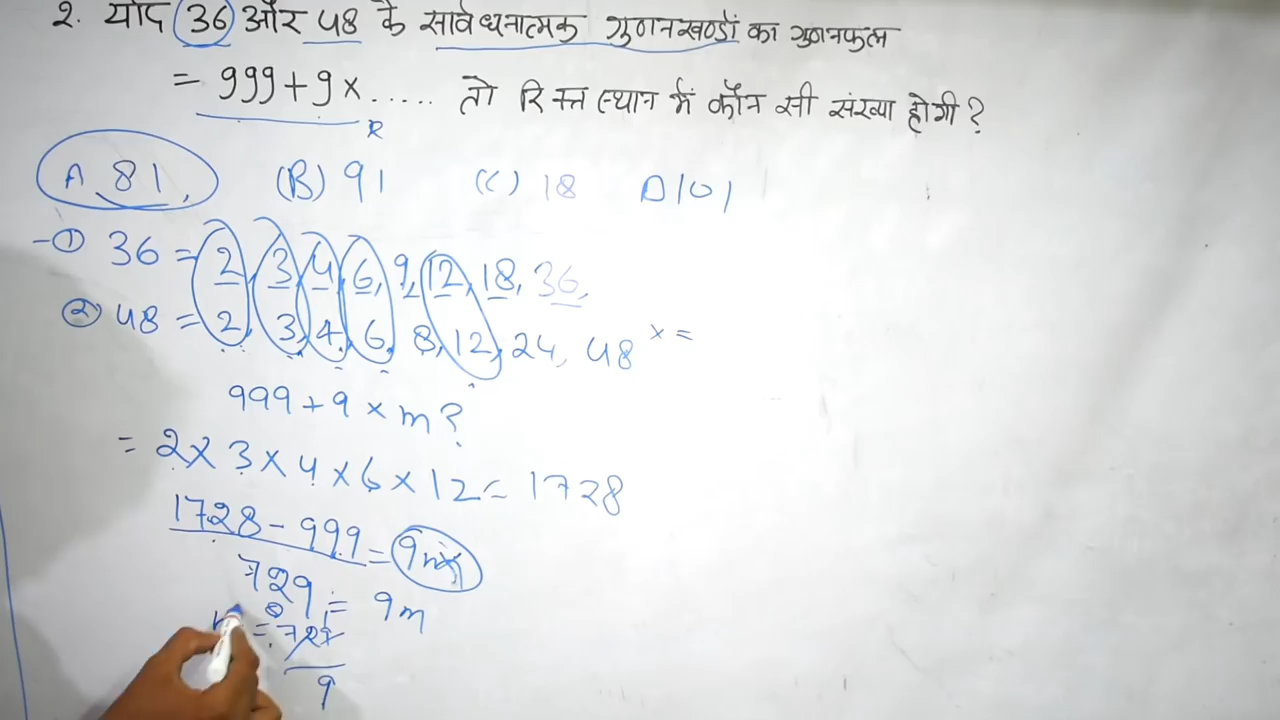 2. यदि 36 और 48 के सार्वधनात्मक गुणनखण्डों का गुणनफल
= 999 + 9 × ..... तो रिक्त स्थान में कौन सी संख्या होगी ?
A 81, (B) 91 (C) 18 D 101
-① 36 = 2, 3, 4, 6, 9, 12, 18, 36,
② 48 = 2, 3, 4, 6, 8, 12, 24, 48 × =
999 + 9 × m ?
= 2 × 3 × 4 × 6 × 12 = 1728
1728 - 999 = 9m
729 = 9m
= 729
9